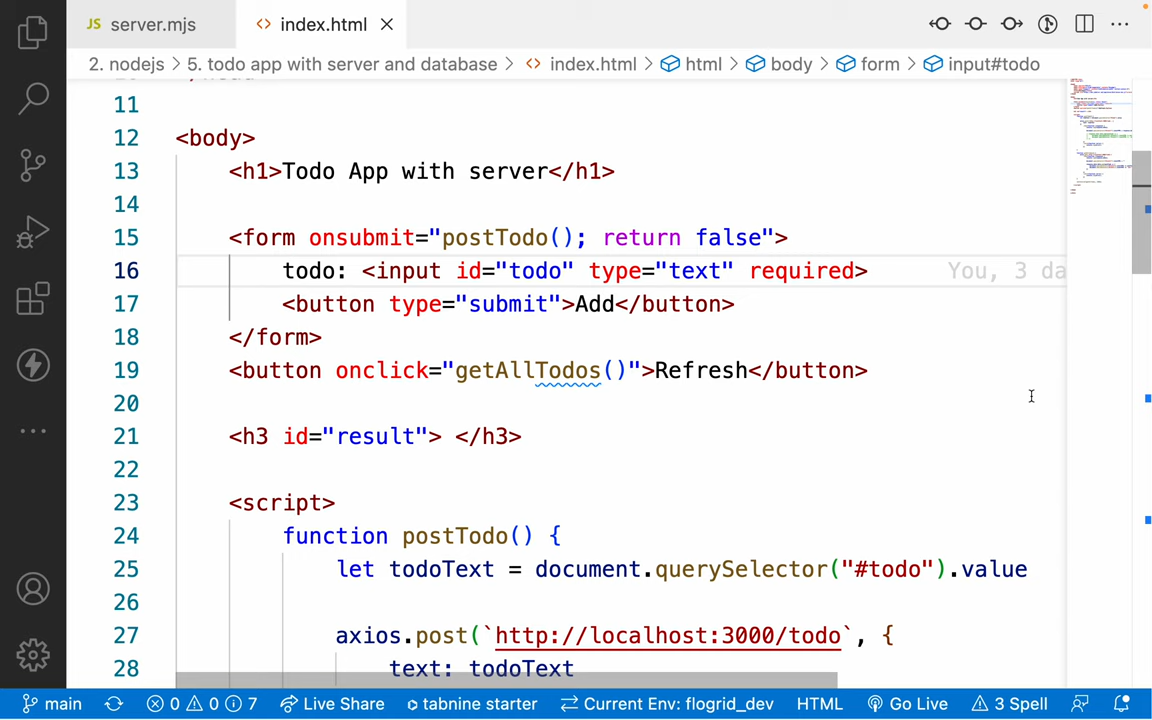 JS server.mjs <> index.html ×
2. nodejs > 5. todo app with server and database > <> index.html > html > body > form > input#todo
11
12 <body>
13 <h1>Todo App with server</h1>
14
15 <form onsubmit="postTodo(); return false">
16 todo: <input id="todo" type="text" required> You, 3 da
17 <button type="submit">Add</button>
18 </form>
19 <button onclick="getAllTodos()">Refresh</button>
20
21 <h3 id="result"> </h3>
22
23 <script>
24 function postTodo() {
25 let todoText = document.querySelector("#todo").value
26
27 axios.post(`http://localhost:3000/todo`, {
28 text: todoText
main 0 0 7 Live Share tabnine starter Current Env: flogrid_dev HTML Go Live 3 Spell